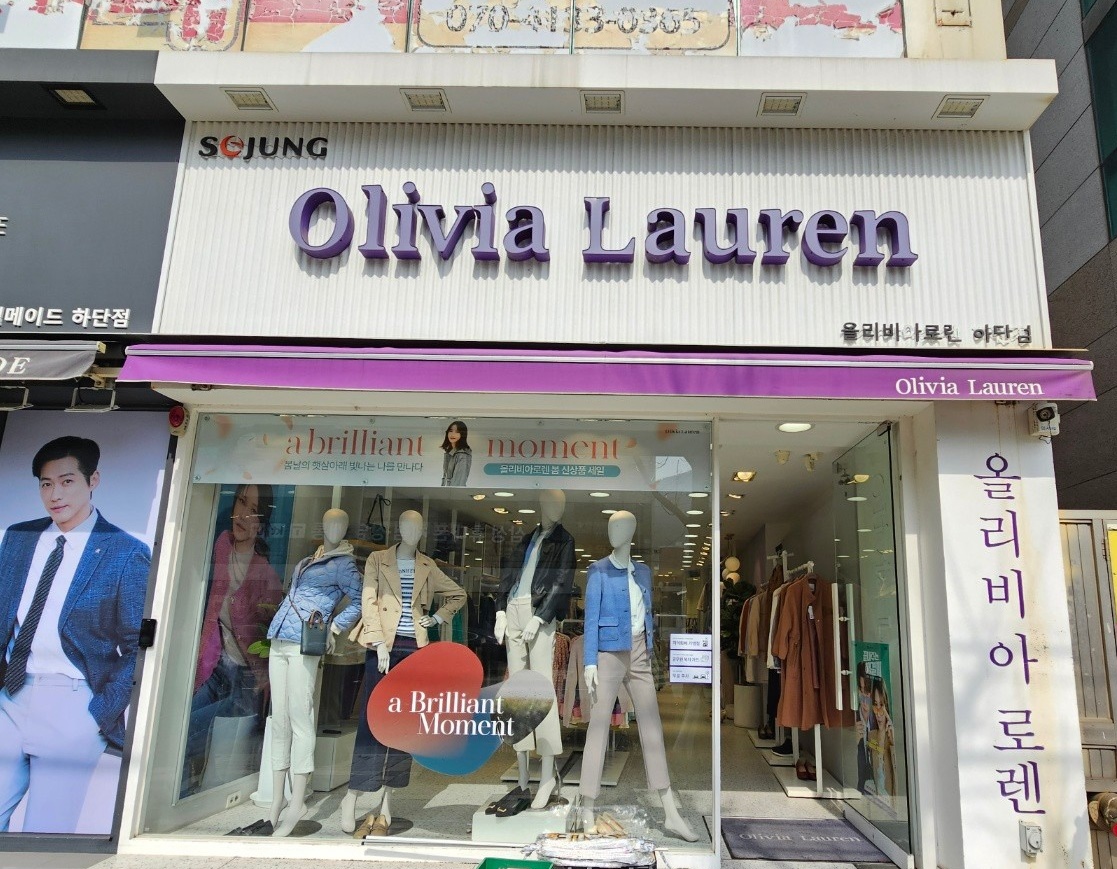 070-4133-0305
SEJUNG
Olivia Lauren
메이드 하단점
올리비아로렌 하단점
Olivia Lauren
a brilliant moment
봄날의 햇살아래 빛나는 나를 만나다
올리비아로렌 봄 신상품 제일
a Brilliant
Moment
올리비아로렌
Olivia Lauren